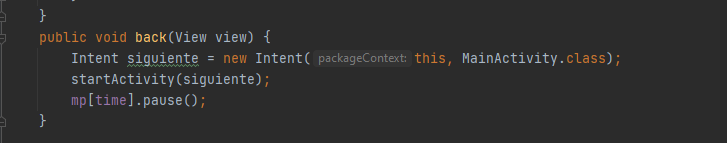 }
public void back(View view) {
Intent siguiente = new Intent( packageContext: this, MainActivity.class);
startActivity(siguiente);
mp[time].pause();
}